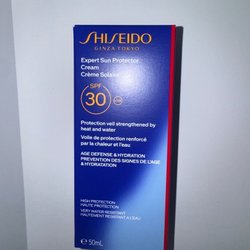 SHISEIDO
GINZA TOKYO
Expert Sun Protector
Cream
Crème Solaire
SPF
30
Protection veil strengthened by
heat and water
Voile de protection renforcé
par la chaleur et l'eau
AGE DEFENSE & HYDRATION
PREVENTION DES SIGNES DE L'AGE
& HYDRATATION
HIGH PROTECTION
HAUTE PROTECTION
VERY WATER-RESISTANT
HAUTEMENT RESISTANT A L'EAU
℮ 50mL